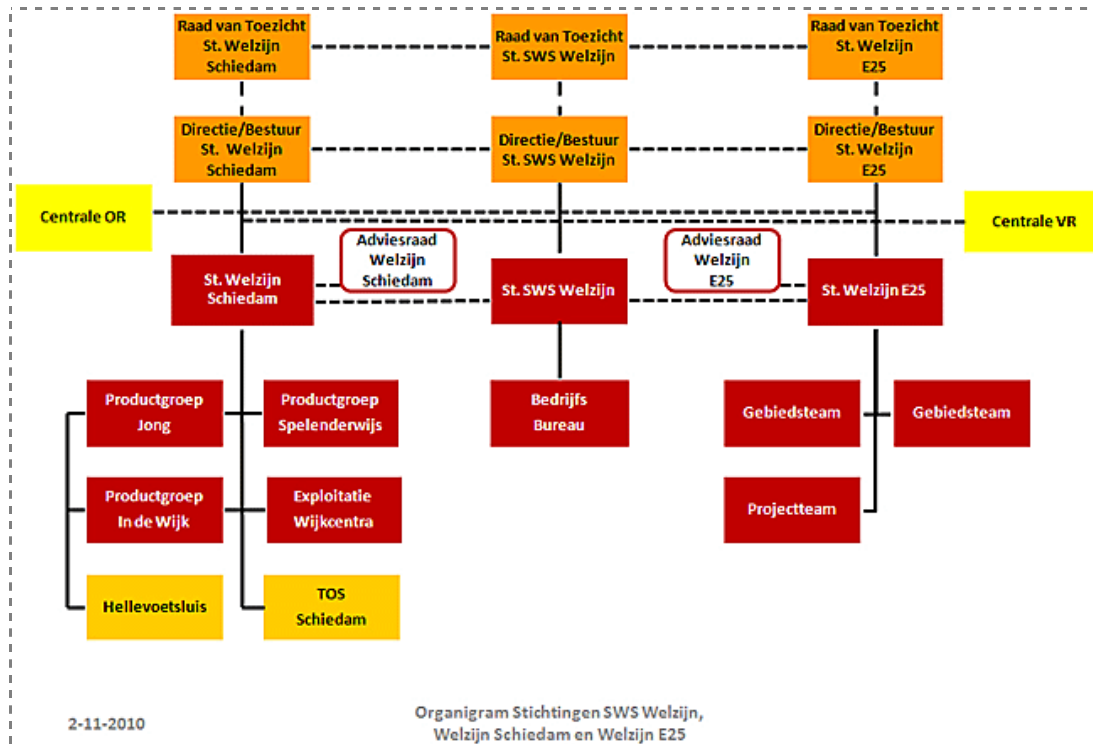 Raad van Toezicht
St. Welzijn
Schiedam
Raad van Toezicht
St. SWS Welzijn
Raad van Toezicht
St. Welzijn
E25
Directie/Bestuur
St. Welzijn
Schiedam
Directie/Bestuur
St. SWS Welzijn
Directie/Bestuur
St. Welzijn
E25
Centrale OR
Centrale VR
Adviesraad
Welzijn
Schiedam
Adviesraad
Welzijn
E25
St. Welzijn
Schiedam
St. SWS Welzijn
St. Welzijn E25
Productgroep
Jong
Productgroep
Spelenderwijs
Bedrijfs
Bureau
Gebiedsteam
Gebiedsteam
Productgroep
In de Wijk
Exploitatie
Wijkcentra
Projectteam
Hellevoetsluis
TOS
Schiedam
2-11-2010
Organigram Stichtingen SWS Welzijn,
Welzijn Schiedam en Welzijn E25